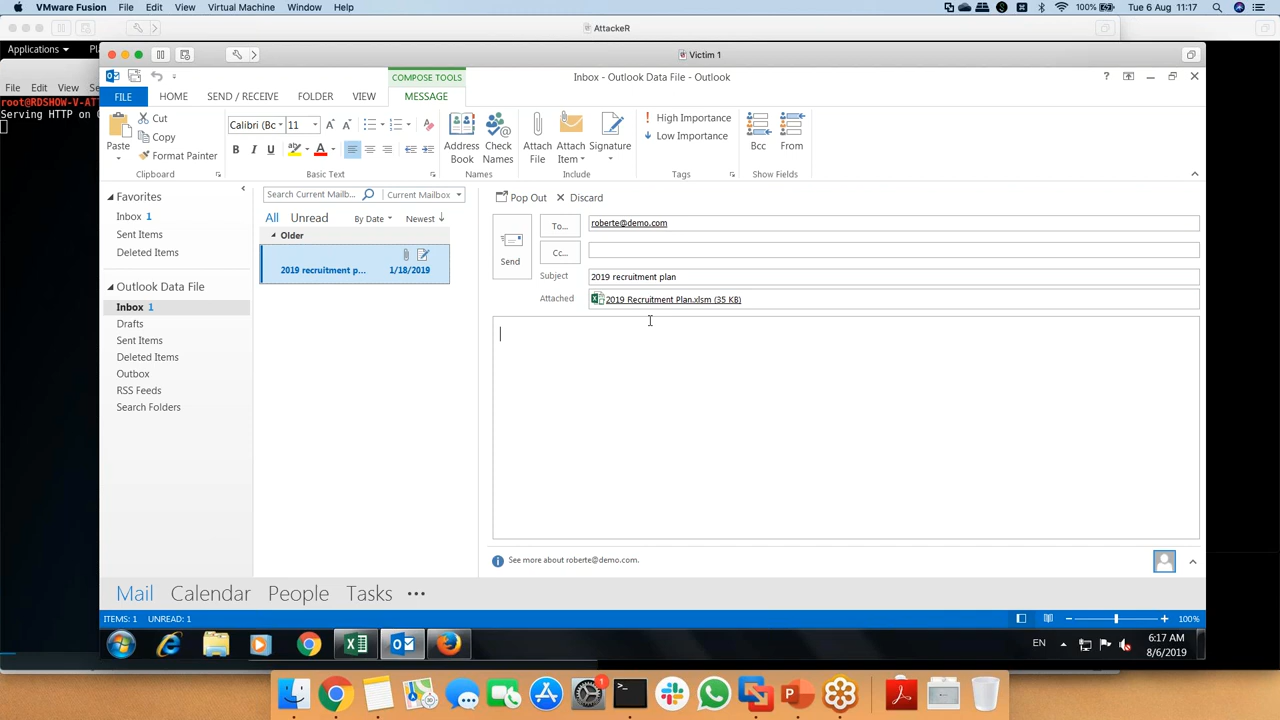 VMware Fusion File Edit View Virtual Machine Window Help
100% Tue 6 Aug 11:17
AttackeR
Applications
Victim 1
Inbox - Outlook Data File - Outlook
COMPOSE TOOLS
FILE HOME SEND / RECEIVE FOLDER VIEW MESSAGE
File Edit View
root@RDSHOW-V-AT
Serving HTTP on
Paste
Cut
Copy
Format Painter
Clipboard
Calibri (Bc 11
B I U
Basic Text
Address Book
Check Names
Names
Attach File
Attach Item
Signature
Include
High Importance
Low Importance
Tags
Bcc
From
Show Fields
Favorites
Inbox 1
Sent Items
Deleted Items
Outlook Data File
Inbox 1
Drafts
Sent Items
Deleted Items
Outbox
RSS Feeds
Search Folders
Search Current Mailb... Current Mailbox
All Unread By Date Newest
Older
2019 recruitment p... 1/18/2019
Pop Out Discard
Send
To... roberte@demo.com
Cc...
Subject 2019 recruitment plan
Attached 2019 Recruitment Plan.xlsm (35 KB)
See more about roberte@demo.com.
Mail Calendar People Tasks
ITEMS: 1 UNREAD: 1
100%
EN
6:17 AM
8/6/2019